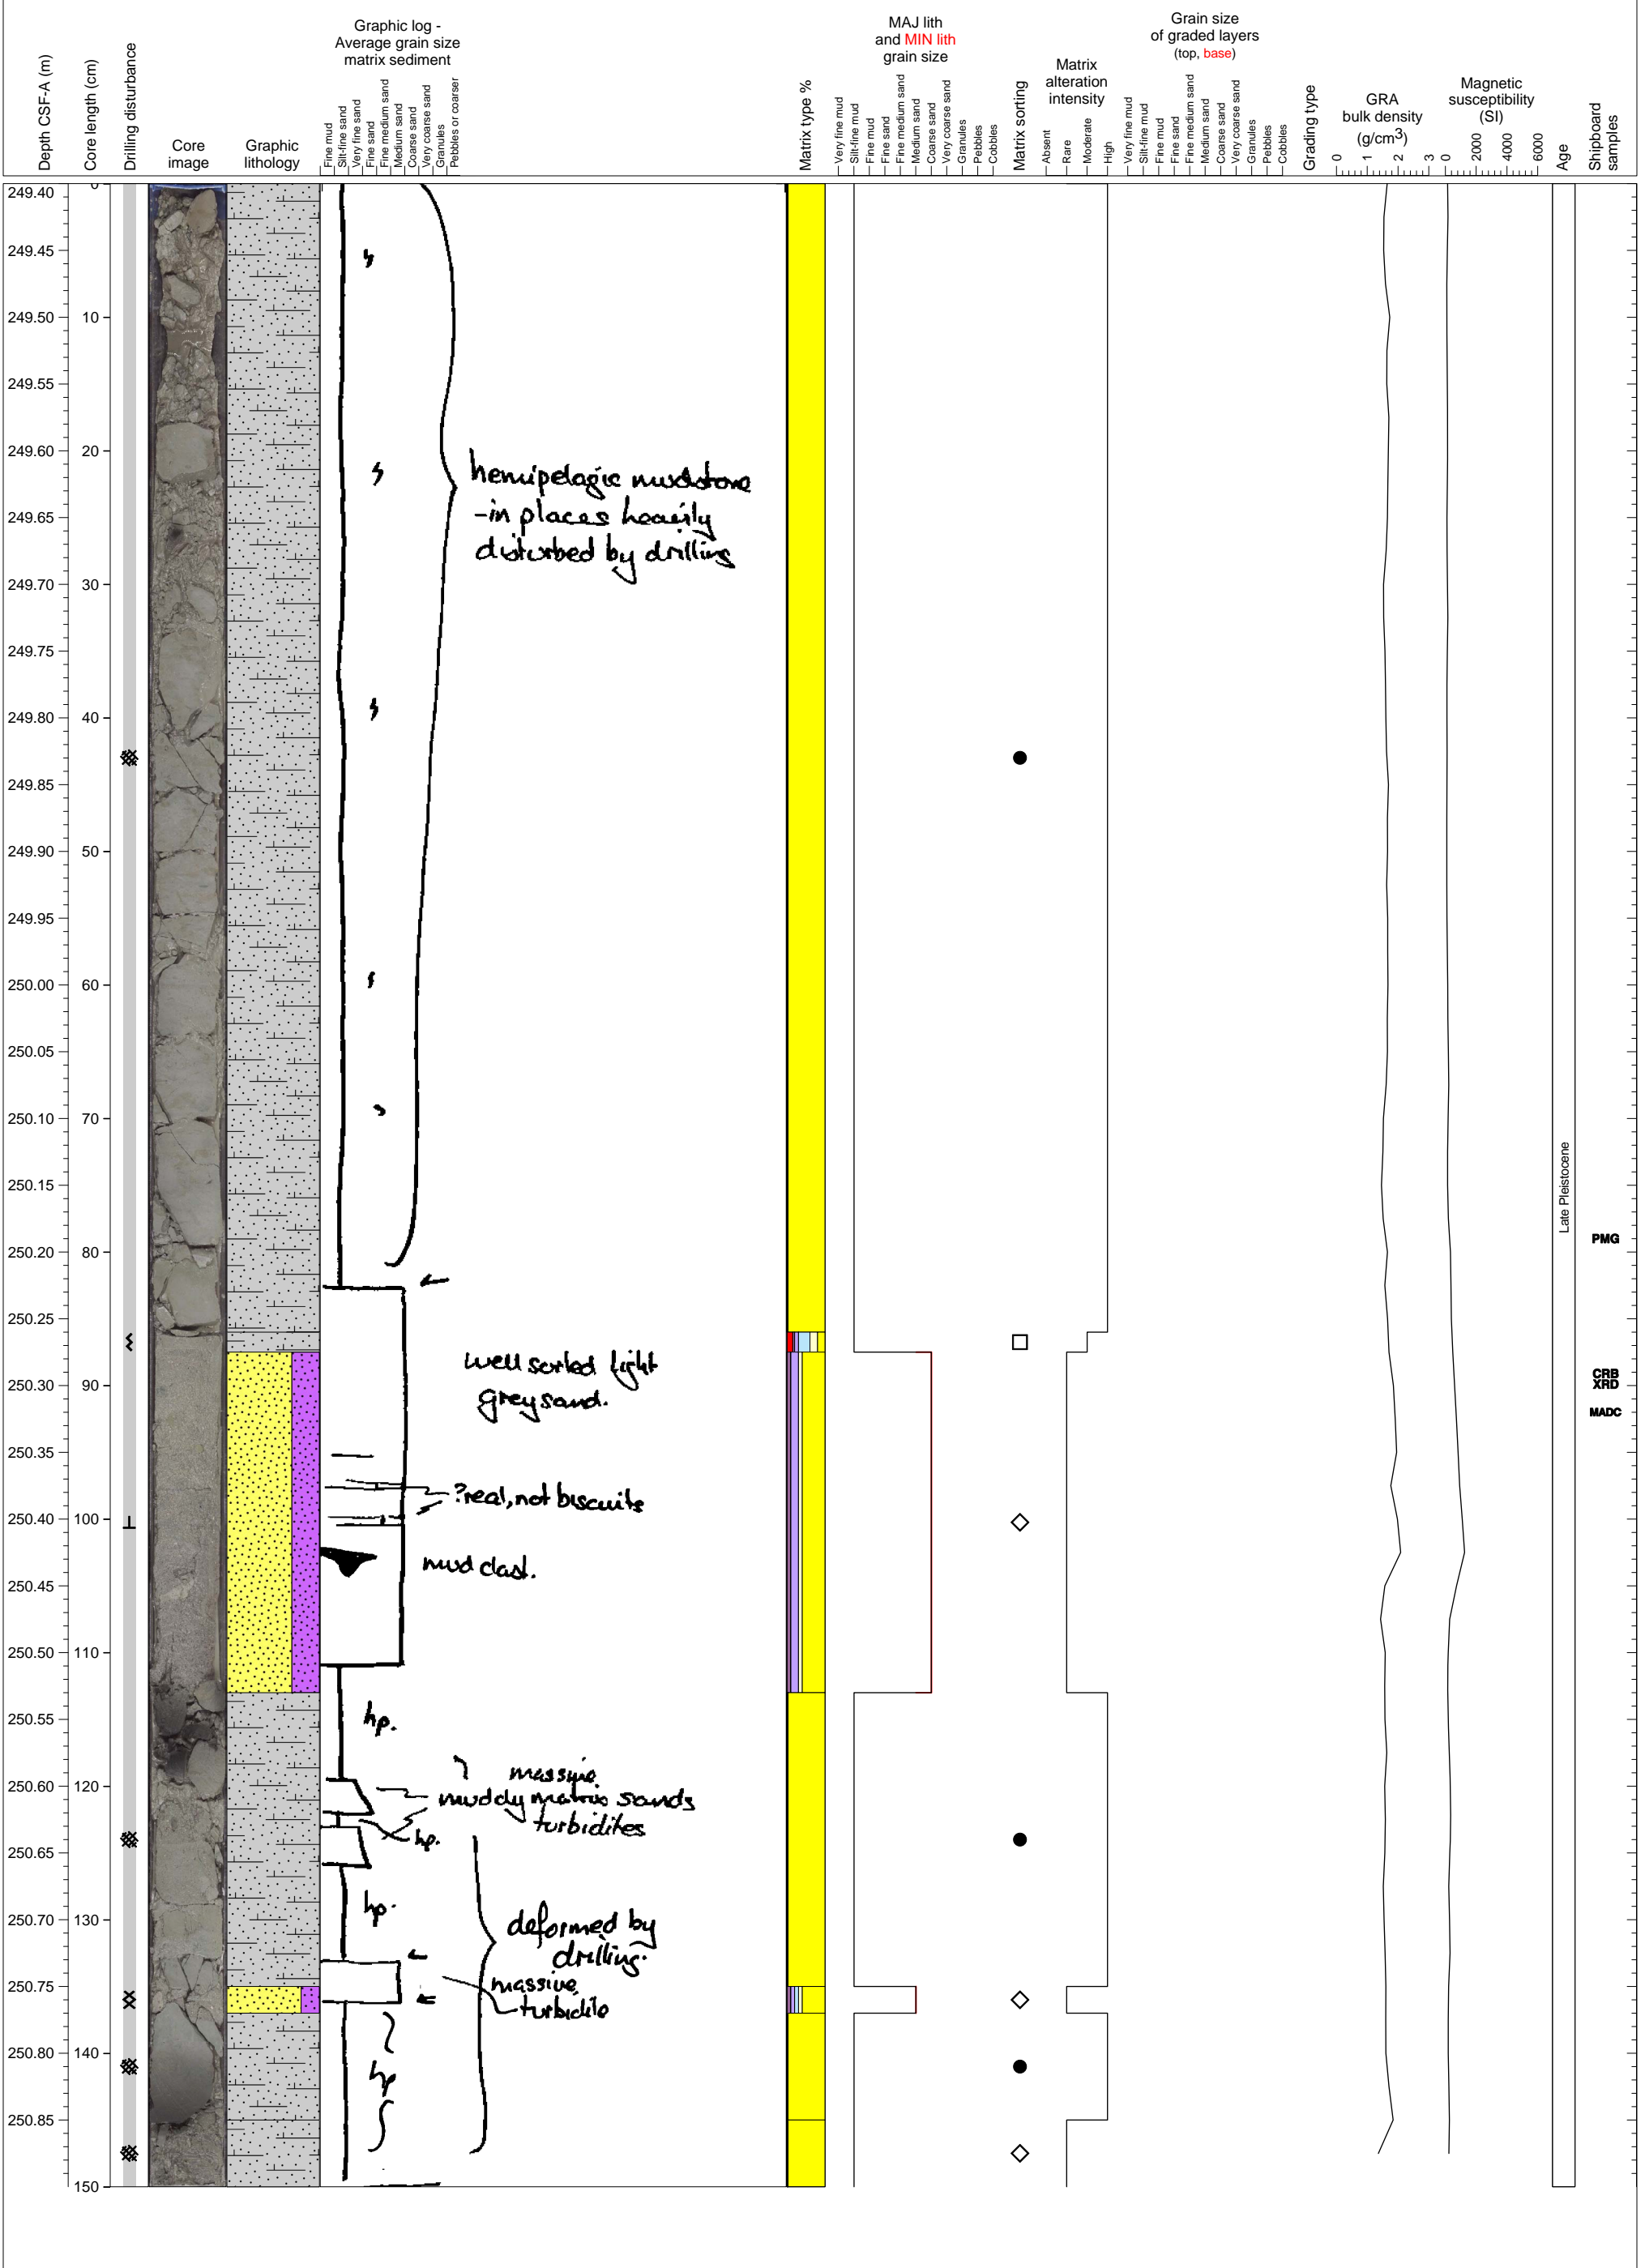 Depth CSF-A (m)
Core length (cm)
Drilling disturbance
Core
image
Graphic
lithology
Graphic log -
Average grain size
matrix sediment
Fine mud
Silt-fine sand
Very fine sand
Fine sand
Fine medium sand
Medium sand
Coarse sand
Very coarse sand
Granules
Pebbles or coarser
Matrix type %
MAJ lith
and MIN lith
grain size
Very fine mud
Silt-fine mud
Fine mud
Fine sand
Fine medium sand
Medium sand
Coarse sand
Very coarse sand
Granules
Pebbles
Cobbles
Matrix sorting
Matrix
alteration
intensity
Absent
Rare
Moderate
High
Grain size
of graded layers
(top, base)
Very fine mud
Silt-fine mud
Fine mud
Fine sand
Fine medium sand
Medium sand
Coarse sand
Very coarse sand
Granules
Pebbles
Cobbles
Grading type
GRA
bulk density
(g/cm3)
0 1 2 3
Magnetic
susceptibility
(SI)
0 2000 4000 6000
Age
Shipboard
samples
249.40
249.45
249.50
249.55
249.60
249.65
249.70
249.75
249.80
249.85
249.90
249.95
250.00
250.05
250.10
250.15
250.20
250.25
250.30
250.35
250.40
250.45
250.50
250.55
250.60
250.65
250.70
250.75
250.80
250.85
0
10
20
30
40
50
60
70
80
90
100
110
120
130
140
150
hemipelagic mudstone
-in places heavily
disturbed by drilling
well sorted light
grey sand.
?real, not biscuits
mud clast.
hp.
massive
muddy matrix sands
turbidites
hp.
hp.
deformed by
drilling.
massive
turbidite
hp
Late Pleistocene
PMG
CRB
XRD
MADC